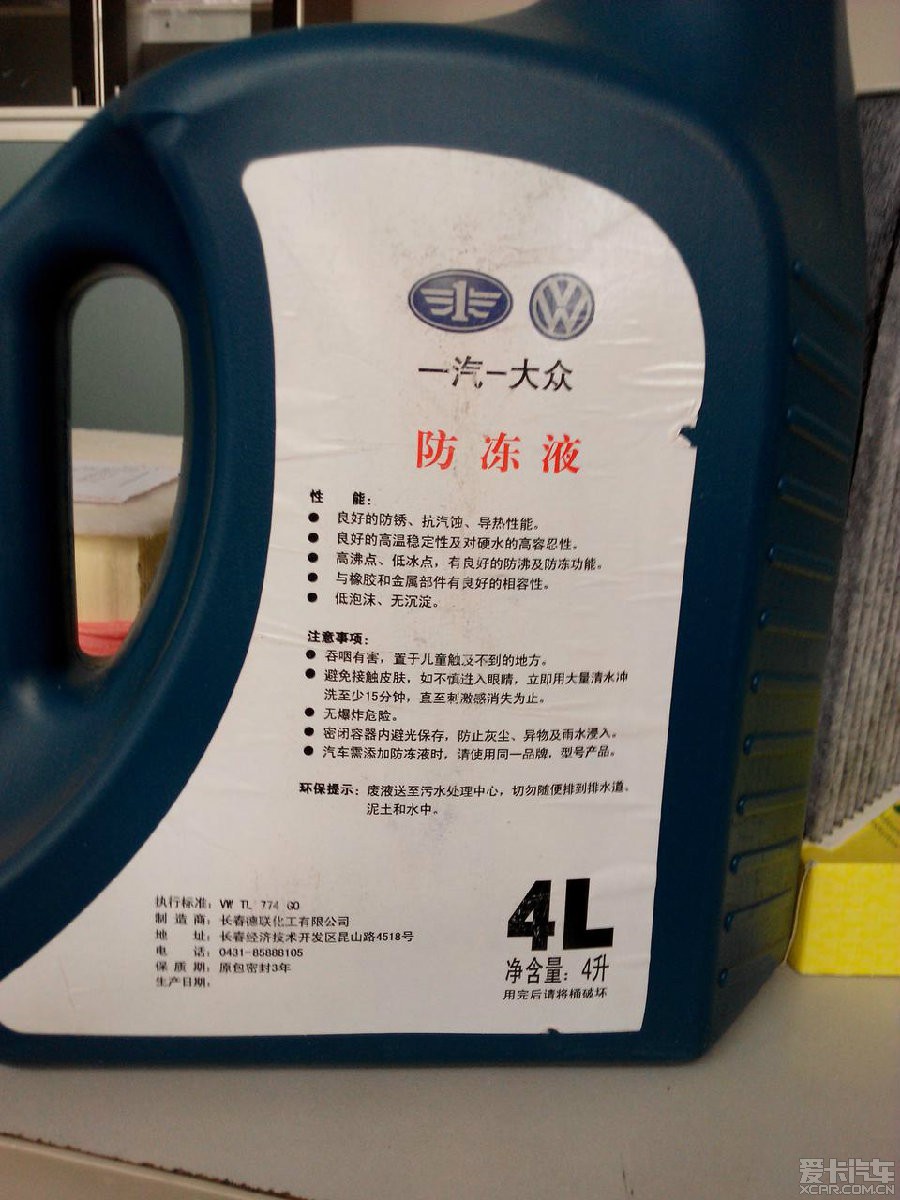 1
VW
一汽-大众
防冻液
性 能:
● 良好的防锈、抗汽蚀、导热性能。
● 良好的高温稳定性及对硬水的高容忍性。
● 高沸点、低冰点，有良好的防沸及防冻功能。
● 与橡胶和金属部件有良好的相容性。
● 低泡沫、无沉淀。
注意事项:
● 吞咽有害，置于儿童触及不到的地方。
● 避免接触皮肤，如不慎进入眼睛，立即用大量清水冲
洗至少15分钟，直至刺激感消失为止。
● 无爆炸危险。
● 密闭容器内避光保存，防止灰尘、异物及雨水浸入。
● 汽车需添加防冻液时，请使用同一品牌，型号产品。
环保提示: 废液送至污水处理中心，切勿随便排到排水道、
泥土和水中。
执行标准: VW TL 774
制 造 商: 长春德联化工有限公司
地 址: 长春经济技术开发区昆山路4518号
电 话: 0431-85888105
保 质 期: 原包密封3年
生产日期:
4L
净含量: 4升
用完后请将桶破坏
爱卡汽车
XCAR.COM.CN